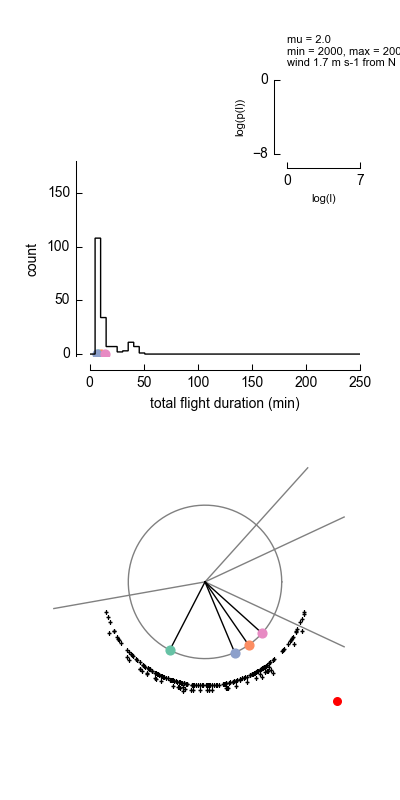 mu = 2.0
min = 2000, max = 200
wind 1.7 m s-1 from N
0
log(p(l))
−8
0 7
log(l)
150
100
50
0
count
0 50 100 150 200 250
total flight duration (min)